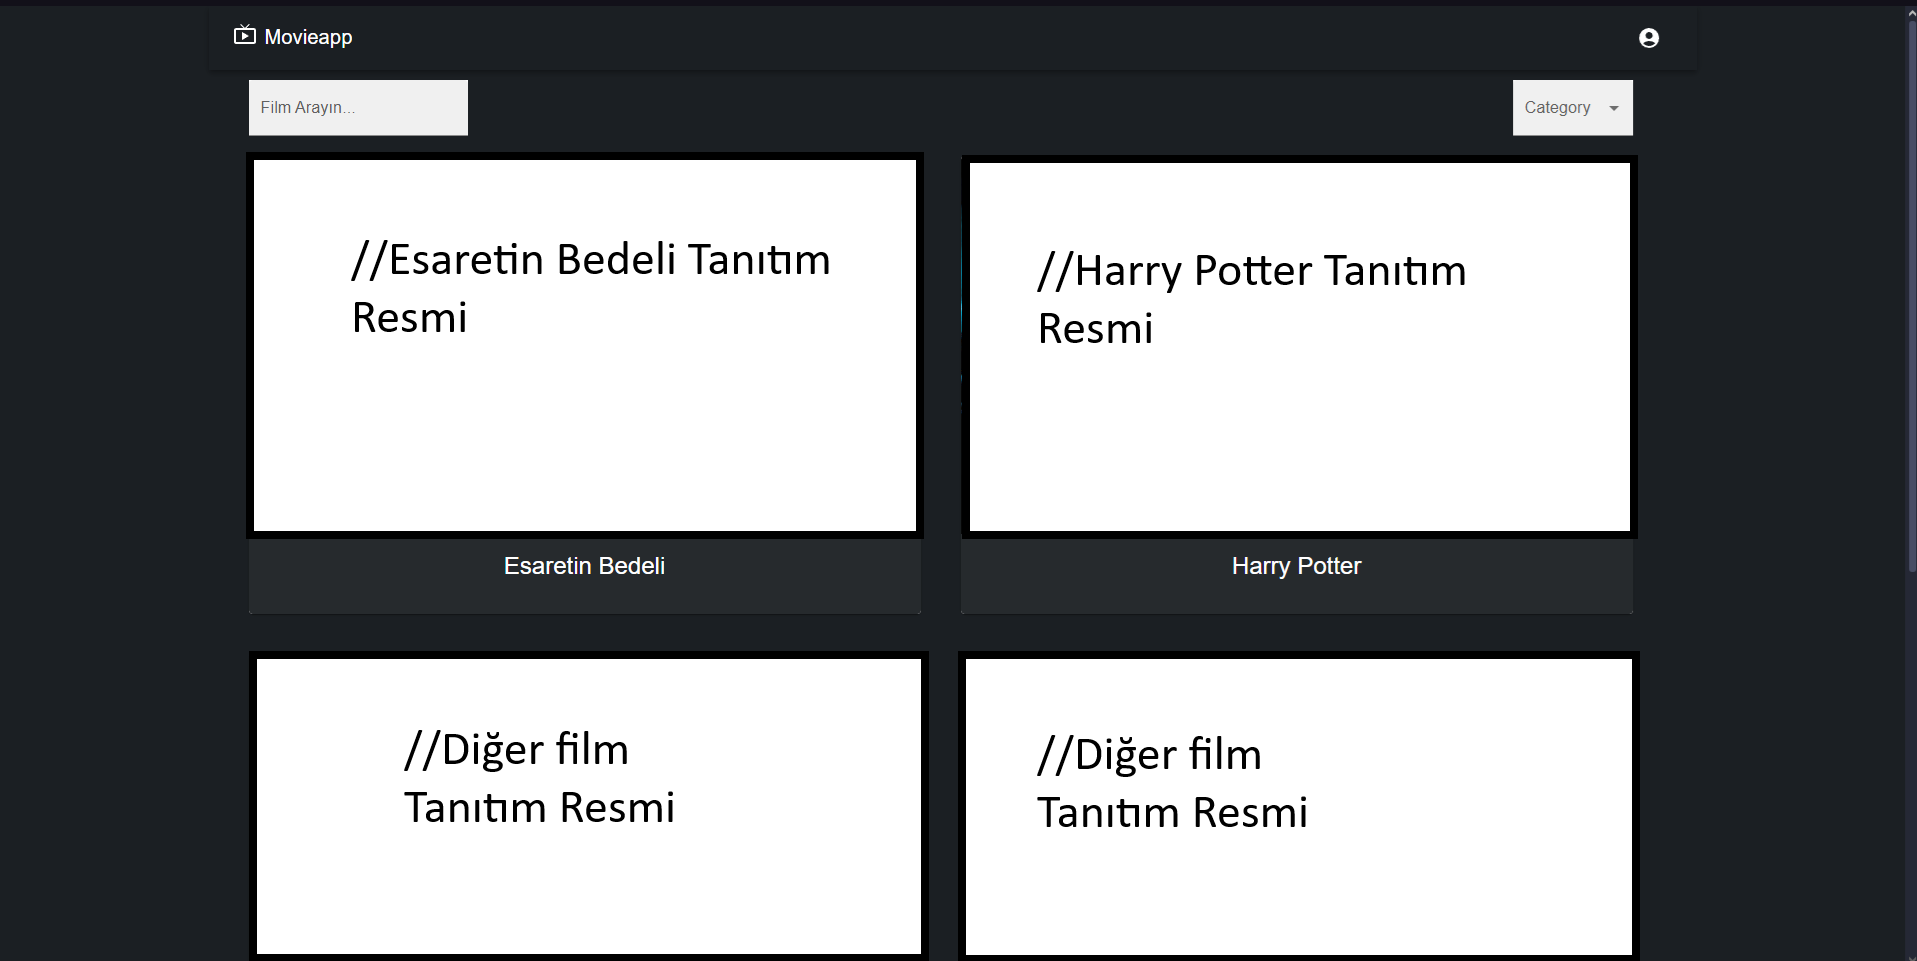 Movieapp
Film Arayın...
Category
//Esaretin Bedeli Tanıtım
Resmi
//Harry Potter Tanıtım
Resmi
Esaretin Bedeli
Harry Potter
//Diğer film
Tanıtım Resmi
//Diğer film
Tanıtım Resmi